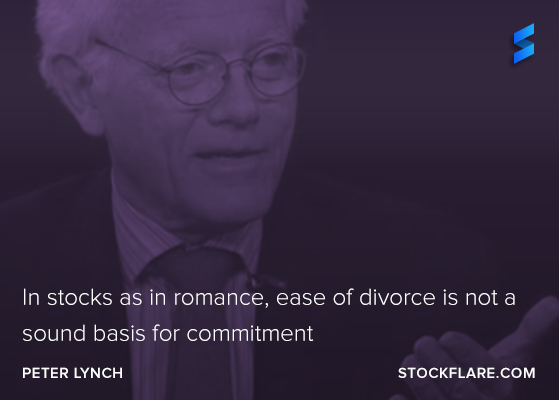 In stocks as in romance, ease of divorce is not a
sound basis for commitment
PETER LYNCH
STOCKFLARE.COM